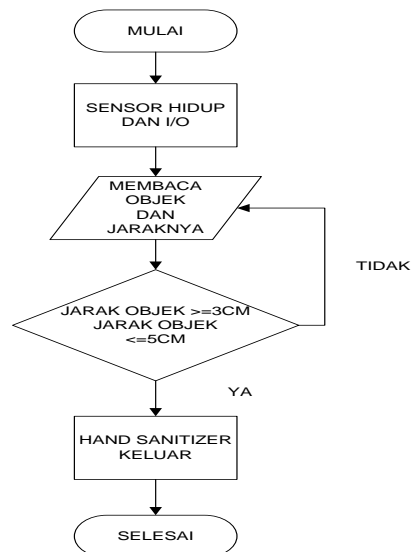 MULAI
SENSOR HIDUP
DAN I/O
MEMBACA
OBJEK
DAN
JARAKNYA
TIDAK
JARAK OBJEK >=3CM
JARAK OBJEK
<=5CM
YA
HAND SANITIZER
KELUAR
SELESAI